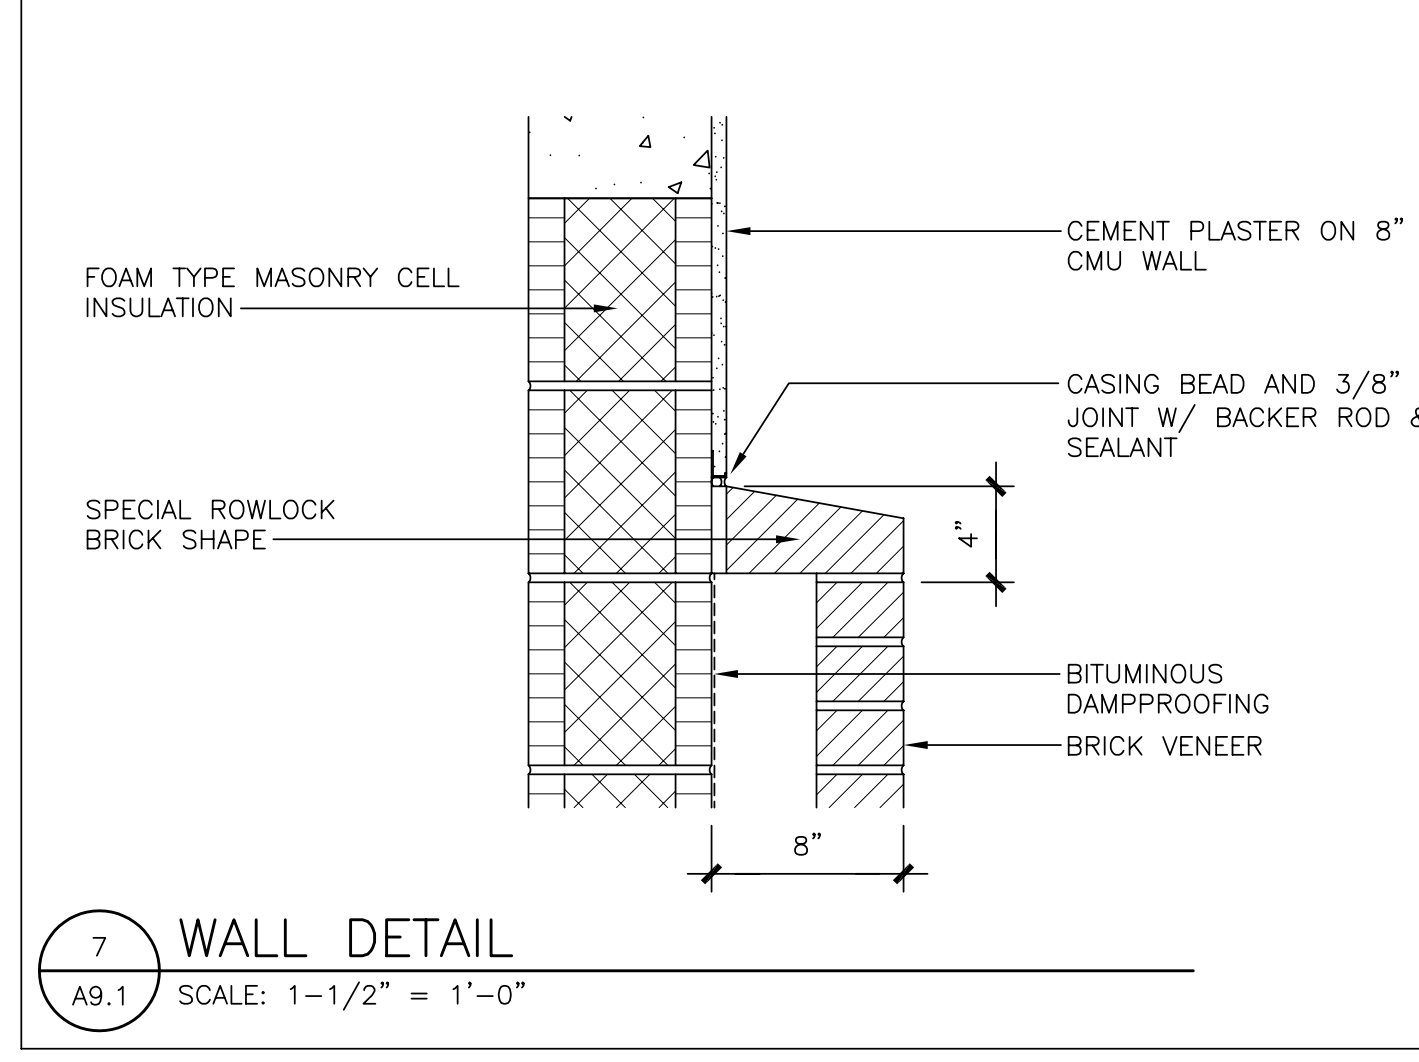 CEMENT PLASTER ON 8”
CMU WALL
FOAM TYPE MASONRY CELL
INSULATION
CASING BEAD AND 3/8”
JOINT W/ BACKER ROD &
SEALANT
SPECIAL ROWLOCK
BRICK SHAPE
4”
BITUMINOUS
DAMPPROOFING
BRICK VENEER
8”
7
WALL DETAIL
A9.1
SCALE: 1-1/2” = 1’-0”